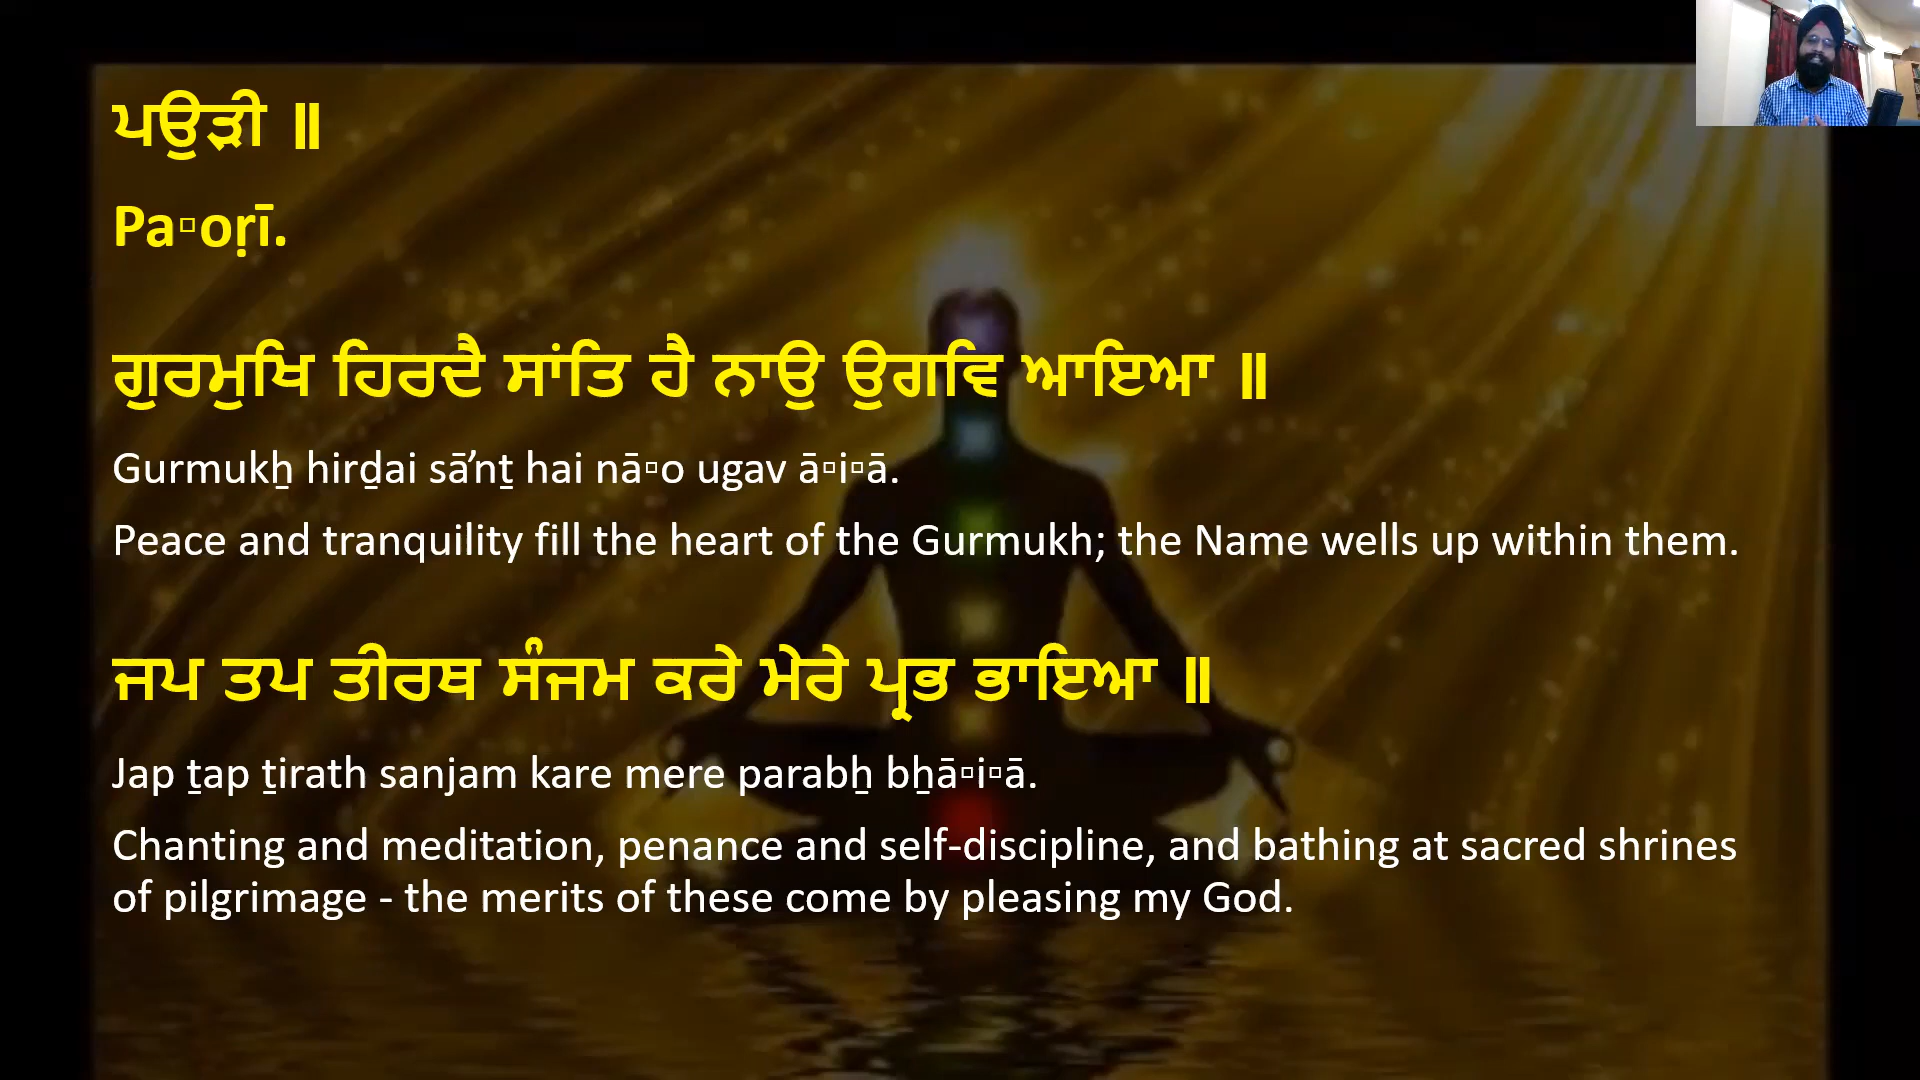 ਪਉੜੀ ॥
Pa▫oṛī.
ਗੁਰਮੁਖਿ ਹਿਰਦੈ ਸਾਂਤਿ ਹੈ ਨਾਉ ਉਗਵਿ ਆਇਆ ॥
Gurmukẖ hirḏai sāʼnṯ hai nā▫o ugav ā▫i▫ā.
Peace and tranquility fill the heart of the Gurmukh; the Name wells up within them.
ਜਪ ਤਪ ਤੀਰਥ ਸੰਜਮ ਕਰੇ ਮੇਰੇ ਪ੍ਰਭ ਭਾਇਆ ॥
Jap ṯap ṯirath sanjam kare mere parabẖ bẖā▫i▫ā.
Chanting and meditation, penance and self-discipline, and bathing at sacred shrines
of pilgrimage - the merits of these come by pleasing my God.